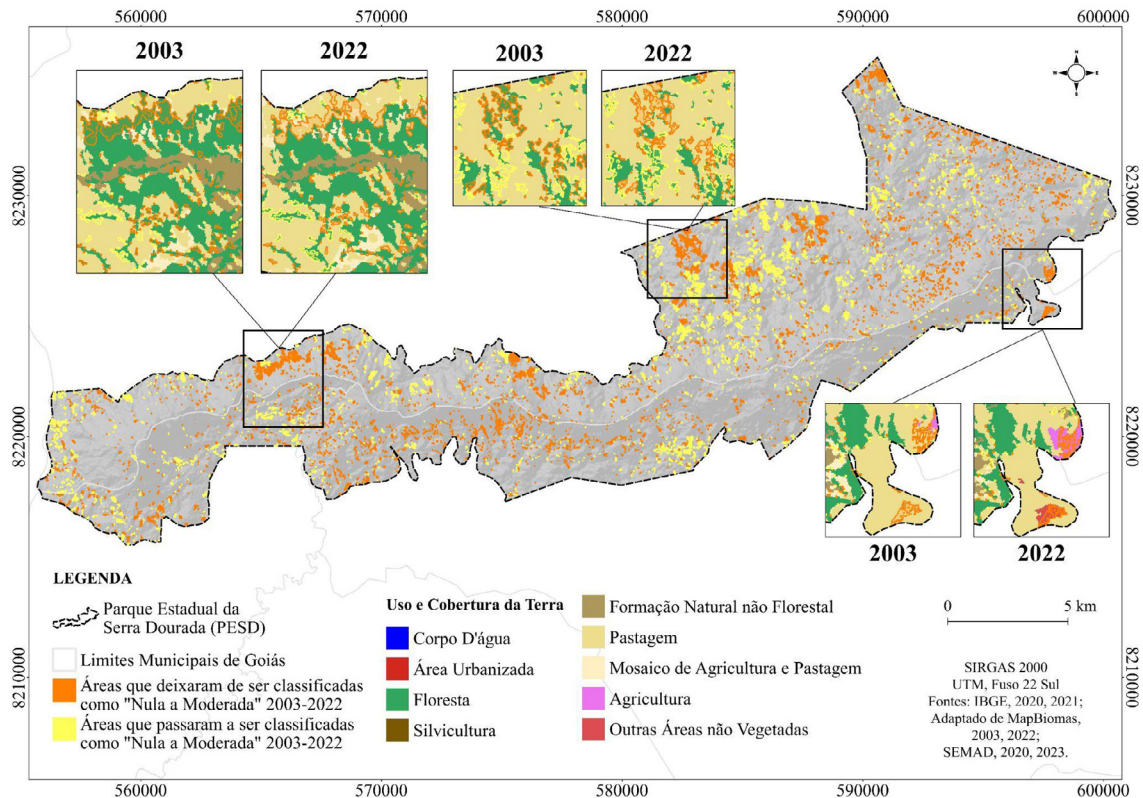 560000
570000
580000
590000
600000
2003
2022
2003
2022
N
W
E
S
8230000
8230000
8220000
8220000
8210000
8210000
2003
2022
LEGENDA
Parque Estadual da
Serra Dourada (PESD)
Limites Municipais de Goiás
Áreas que deixaram de ser classificadas
como "Nula a Moderada" 2003-2022
Áreas que passaram a ser classificadas
como "Nula a Moderada" 2003-2022
Uso e Cobertura da Terra
Corpo D'água
Área Urbanizada
Floresta
Silvicultura
Formação Natural não Florestal
Pastagem
Mosaico de Agricultura e Pastagem
Agricultura
Outras Áreas não Vegetadas
0 5 km
SIRGAS 2000
UTM, Fuso 22 Sul
Fontes: IBGE, 2020, 2021;
Adaptado de MapBiomas,
2003, 2022;
SEMAD, 2020, 2023.
560000
570000
580000
590000
600000